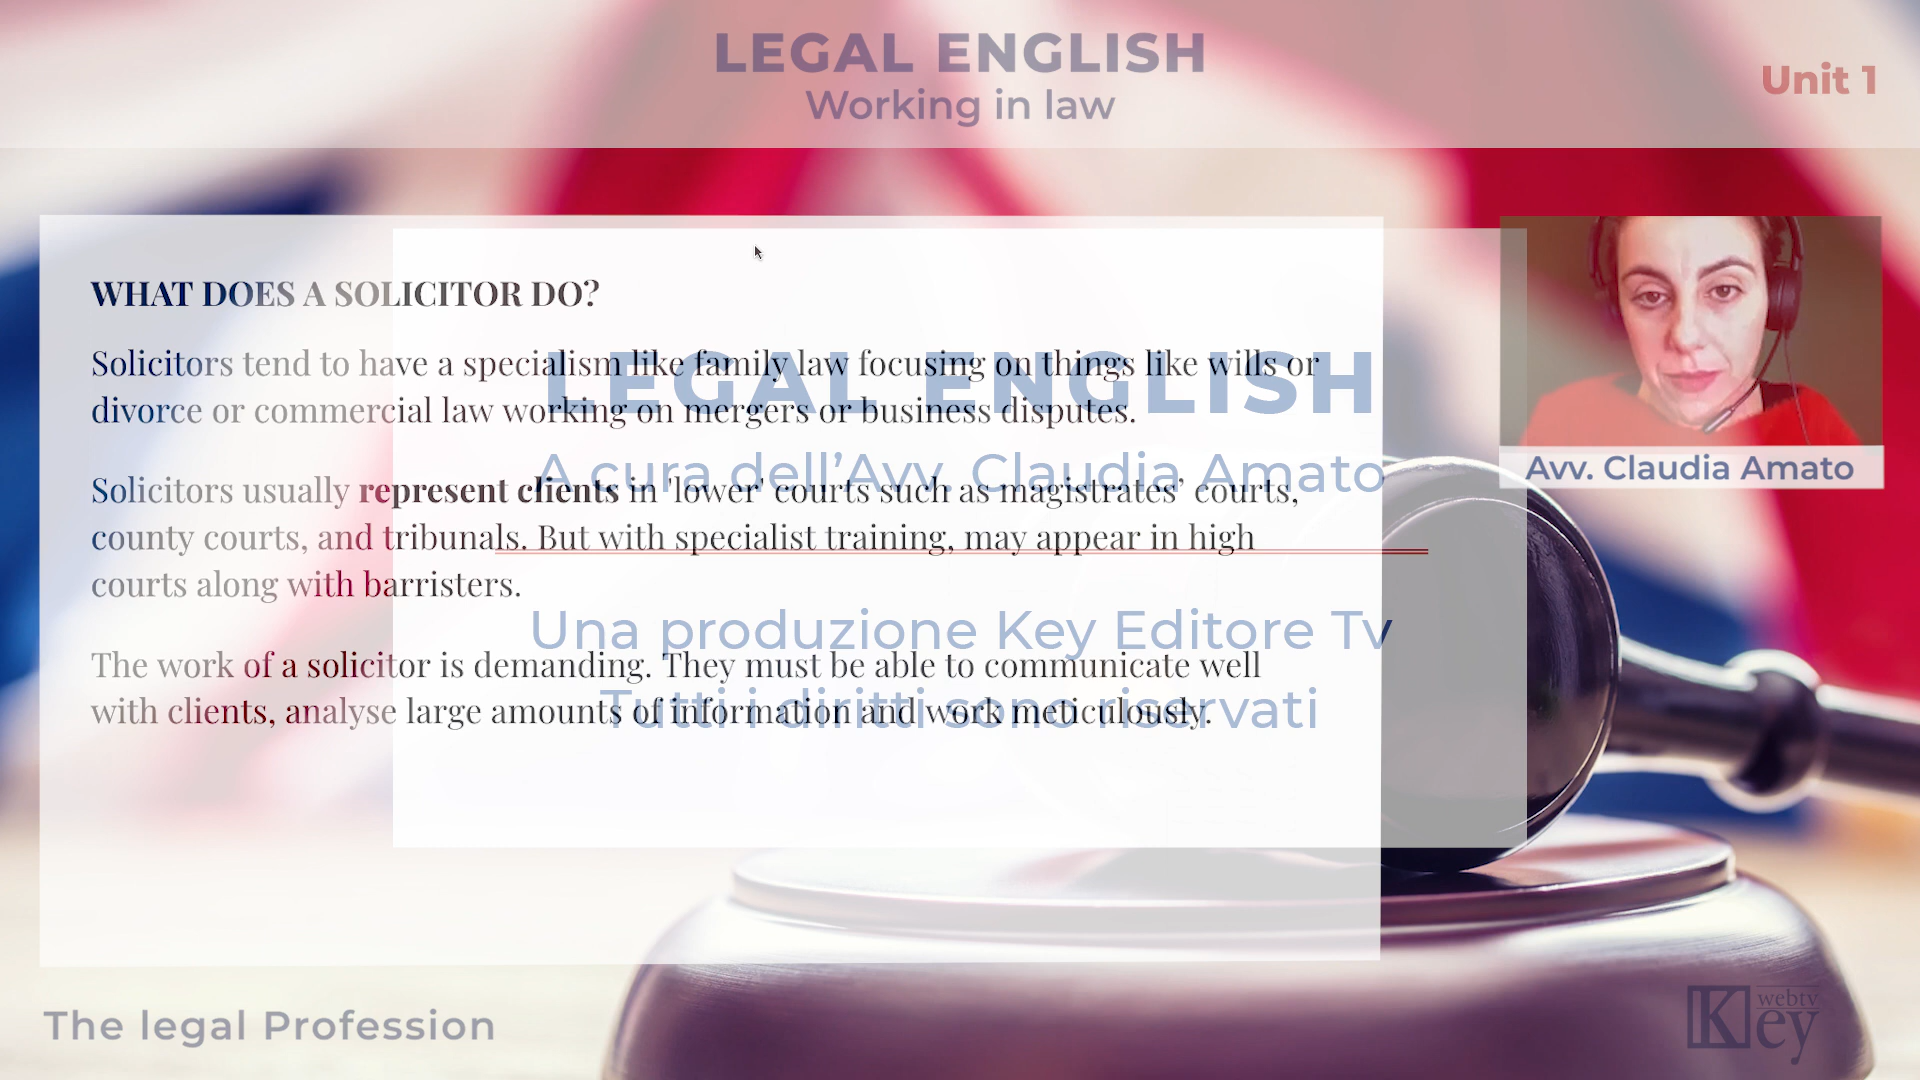 LEGAL ENGLISH
Working in law
Unit 1
WHAT DOES A SOLICITOR DO?
Solicitors tend to have a specialism like family law focusing on things like wills or
divorce or commercial law working on mergers or business disputes.
Solicitors usually represent clients in 'lower' courts such as magistrates’ courts,
county courts, and tribunals. But with specialist training, may appear in high
courts along with barristers.
The work of a solicitor is demanding. They must be able to communicate well
with clients, analyse large amounts of information and work meticulously.
LEGAL ENGLISH
A cura dell’Avv. Claudia Amato
Una produzione Key Editore Tv
Tutti i diritti sono riservati
Avv. Claudia Amato
The legal Profession
webtv
Key